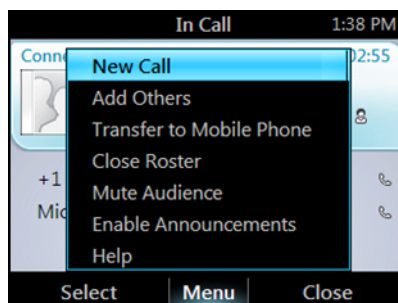 In Call 1:38 PM
Conne 02:55
New Call
Add Others
Transfer to Mobile Phone
Close Roster
+1
Mute Audience
Mic
Enable Announcements
Help
Select Menu Close